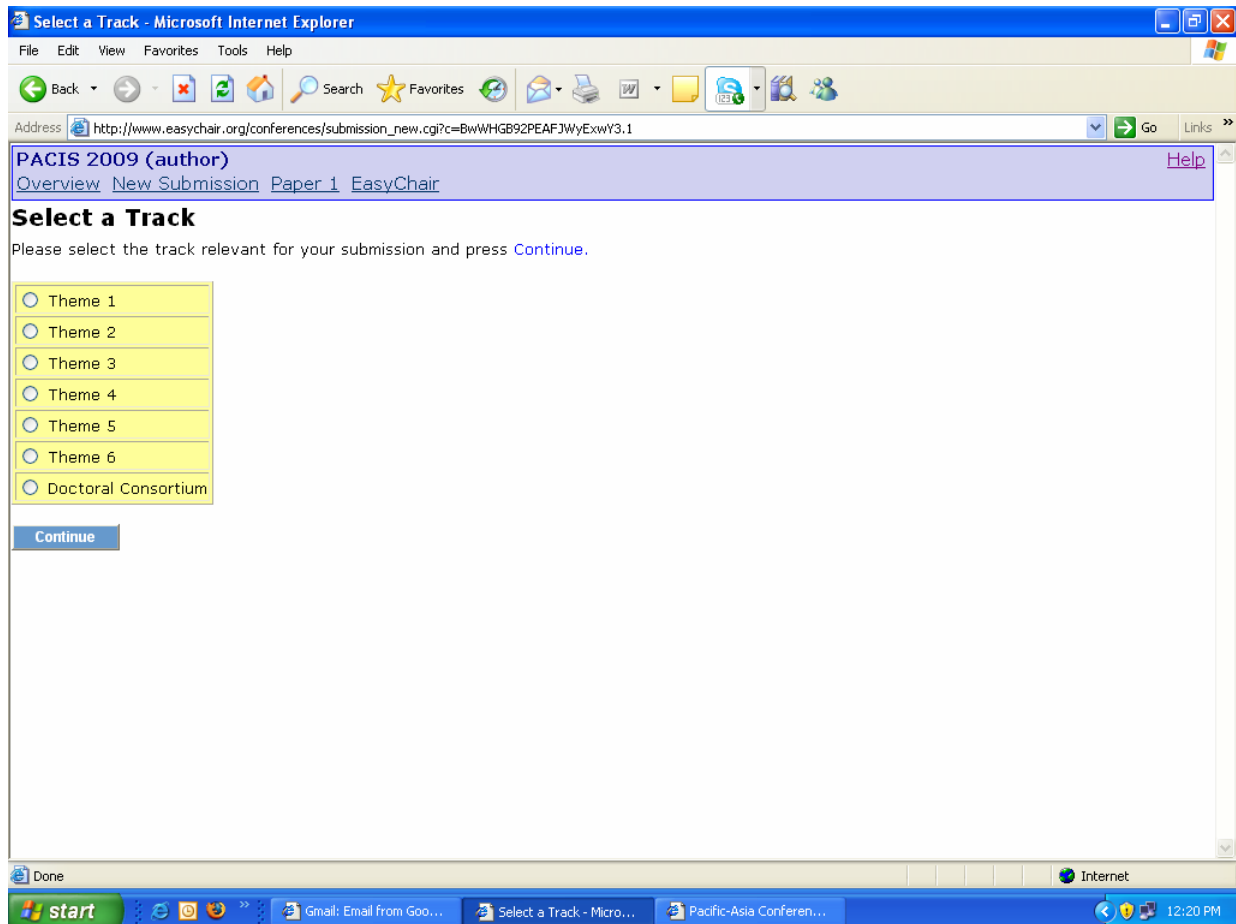 Select a Track - Microsoft Internet Explorer
File Edit View Favorites Tools Help
Back Search Favorites
Address http://www.easychair.org/conferences/submission_new.cgi?c=BwWHGB92PEAFJWyExwY3.1 Go Links »
PACIS 2009 (author) Help
Overview New Submission Paper 1 EasyChair
Select a Track
Please select the track relevant for your submission and press Continue.
Theme 1
Theme 2
Theme 3
Theme 4
Theme 5
Theme 6
Doctoral Consortium
Continue
Done Internet
start » Gmail: Email from Goo... Select a Track - Micro... Pacific-Asia Conferen... 12:20 PM